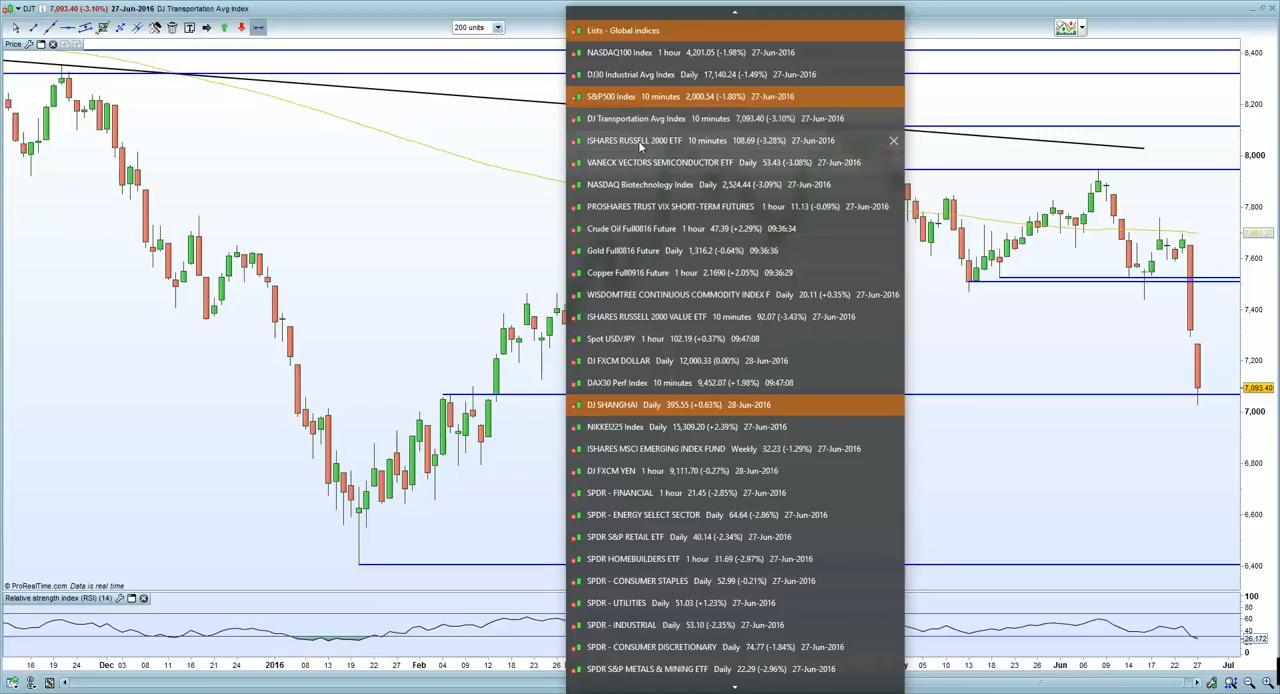 DJT 7,093.40 (-3.10%) 27-Jun-2016 DJ Transportation Avg Index
200 units
Price
Lists - Global indices
NASDAQ100 Index 1 hour 4,201.05 (-1.98%) 27-Jun-2016
DJ30 Industrial Avg Index Daily 17,140.24 (-1.49%) 27-Jun-2016
S&P500 Index 10 minutes 2,000.54 (-1.80%) 27-Jun-2016
DJ Transportation Avg Index 10 minutes 7,093.40 (-3.10%) 27-Jun-2016
ISHARES RUSSELL 2000 ETF 10 minutes 108.69 (-3.28%) 27-Jun-2016
VANECK VECTORS SEMICONDUCTOR ETF Daily 53.43 (-3.08%) 27-Jun-2016
NASDAQ Biotechnology Index Daily 2,524.44 (-3.09%) 27-Jun-2016
PROSHARES TRUST VIX SHORT-TERM FUTURES 1 hour 11.13 (-0.09%) 27-Jun-2016
Crude Oil Full0816 Future 1 hour 47.39 (+2.29%) 09:36:34
Gold Full0816 Future Daily 1,316.2 (-0.64%) 09:36:36
Copper Full0916 Future 1 hour 2.1690 (+2.05%) 09:36:29
WISDOMTREE CONTINUOUS COMMODITY INDEX F Daily 20.11 (+0.35%) 27-Jun-2016
ISHARES RUSSELL 2000 VALUE ETF 10 minutes 92.07 (-3.43%) 27-Jun-2016
Spot USD/JPY 1 hour 102.19 (+0.37%) 09:47:08
DJ FXCM DOLLAR Daily 12,000.33 (0.00%) 28-Jun-2016
DAX30 Perf Index 10 minutes 9,452.07 (+1.98%) 09:47:08
DJ SHANGHAI Daily 395.55 (+0.63%) 28-Jun-2016
NIKKEI225 Index Daily 15,309.20 (+2.39%) 27-Jun-2016
ISHARES MSCI EMERGING INDEX FUND Weekly 32.23 (-1.29%) 27-Jun-2016
DJ FXCM YEN 1 hour 9,111.70 (-0.27%) 28-Jun-2016
SPDR - FINANCIAL 1 hour 21.45 (-2.85%) 27-Jun-2016
SPDR - ENERGY SELECT SECTOR Daily 64.64 (-2.86%) 27-Jun-2016
SPDR S&P RETAIL ETF Daily 40.14 (-2.34%) 27-Jun-2016
SPDR HOMEBUILDERS ETF 1 hour 31.69 (-2.97%) 27-Jun-2016
SPDR - CONSUMER STAPLES Daily 52.99 (-0.21%) 27-Jun-2016
SPDR - UTILITIES Daily 51.03 (+1.23%) 27-Jun-2016
SPDR - INDUSTRIAL Daily 53.10 (-2.35%) 27-Jun-2016
SPDR - CONSUMER DISCRETIONARY Daily 74.77 (-1.84%) 27-Jun-2016
SPDR S&P METALS & MINING ETF Daily 22.29 (-2.96%) 27-Jun-2016
8,400
8,200
8,000
7,800
7,600
7,400
7,200
7,093.40
7,000
6,800
6,600
6,400
© ProRealTime.com Data is real time
Relative strength index (RSI) (14)
100
80
60
40
26.172
0
16 19 24 Dec 03 08 11 16 21 24 2016 08 13 19 22 27 Feb 04 09 12 18 23
05 10 13 18 23 26 Jun 06 09 14 17 22 27 Jul